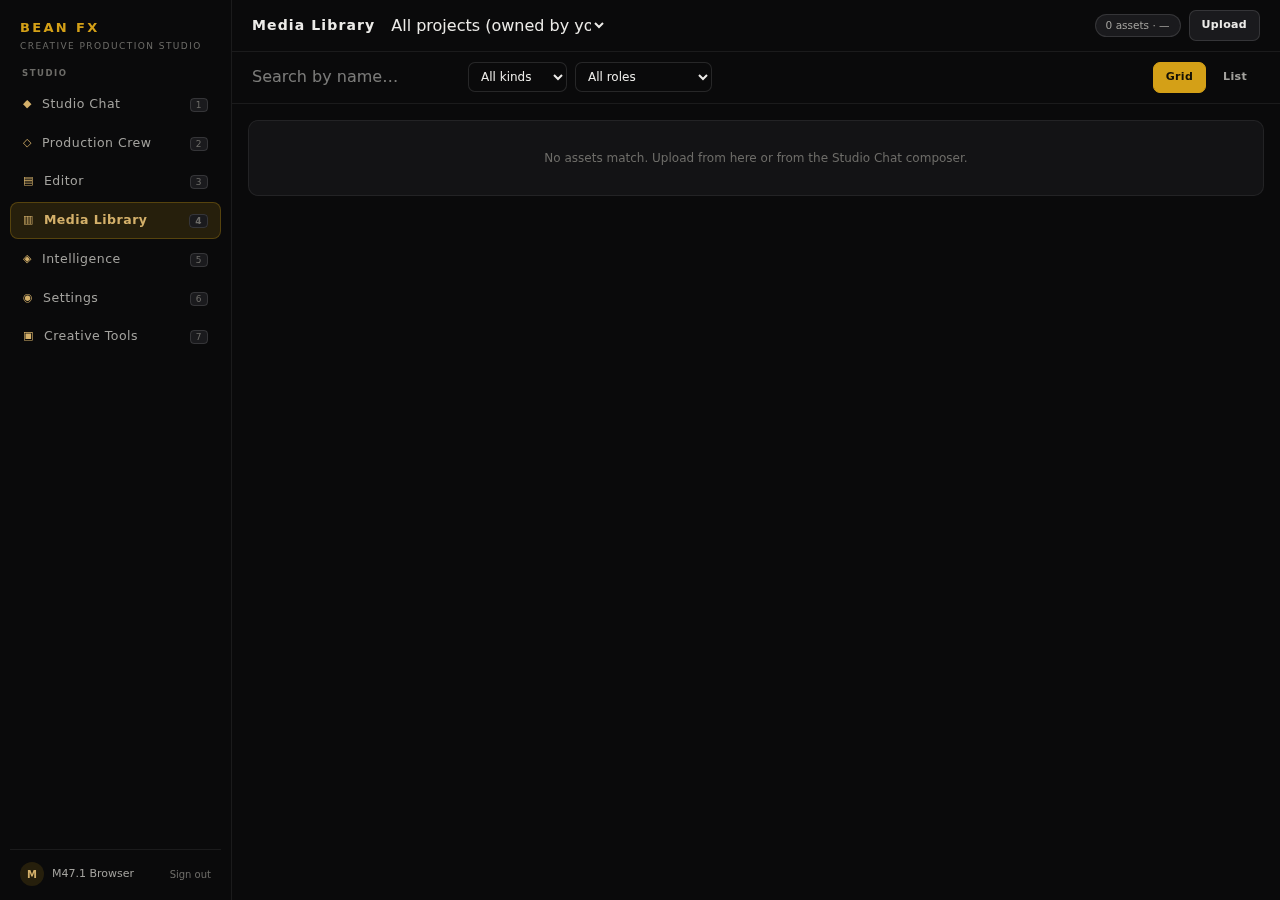 BEAN FX
CREATIVE PRODUCTION STUDIO
STUDIO
Studio Chat 1
Production Crew 2
Editor 3
Media Library 4
Intelligence 5
Settings 6
Creative Tools 7
M M47.1 Browser Sign out
Media Library All projects (owned by yo 0 assets · — Upload
Search by name... All kinds All roles Grid List
No assets match. Upload from here or from the Studio Chat composer.